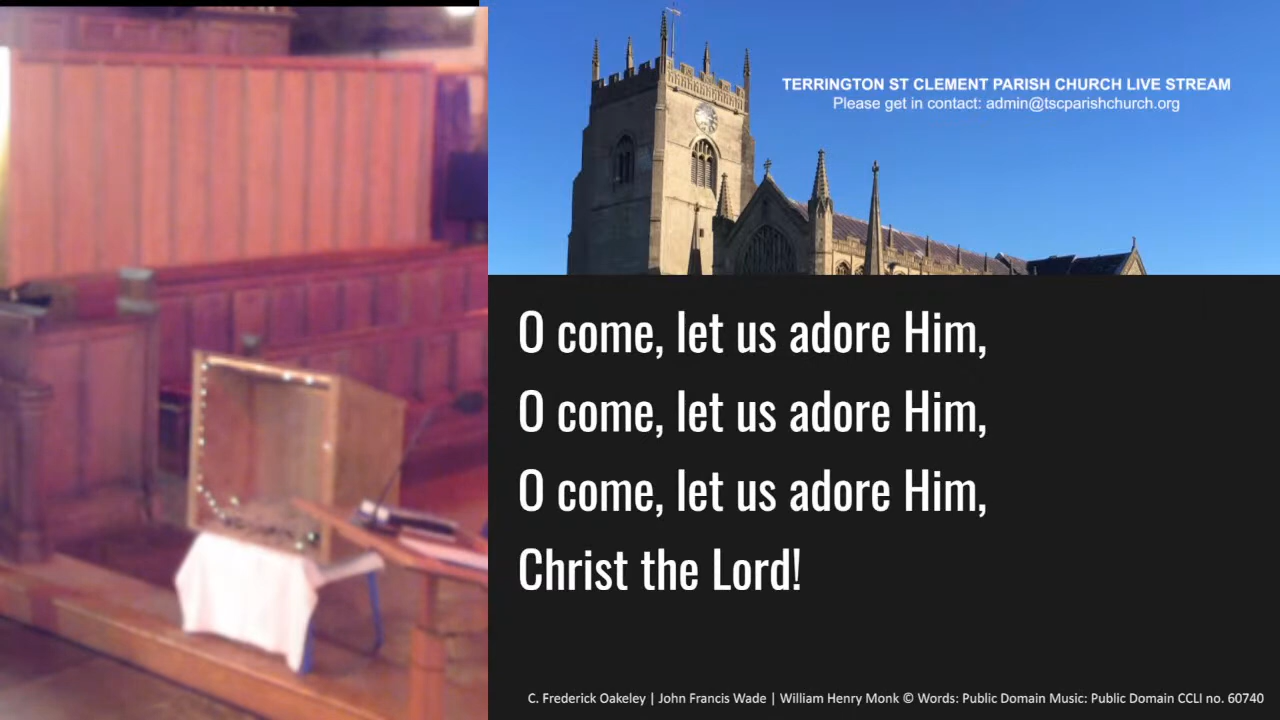 TERRINGTON ST CLEMENT PARISH CHURCH LIVE STREAM
Please get in contact: admin@tscparishchurch.org
O come, let us adore Him,
O come, let us adore Him,
O come, let us adore Him,
Christ the Lord!
C. Frederick Oakeley | John Francis Wade | William Henry Monk © Words: Public Domain Music: Public Domain CCLI no. 60740